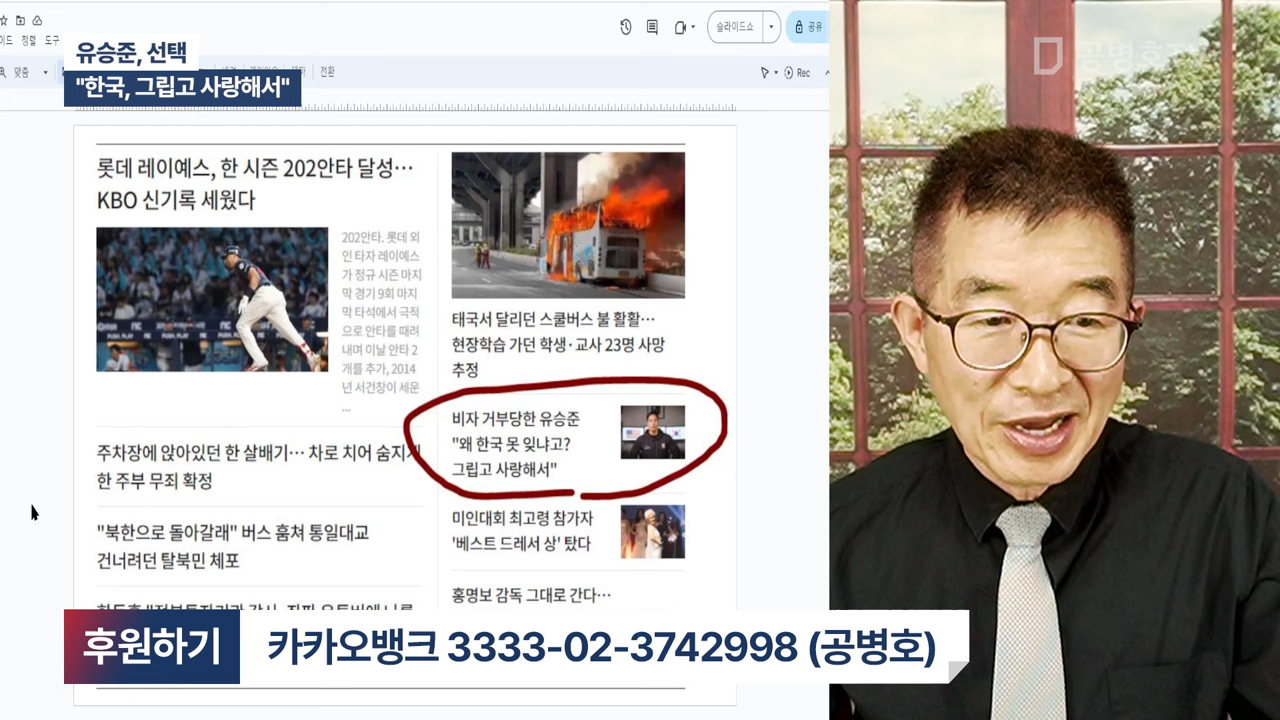 정렬 도구
슬라이드쇼
공유
맞춤
전환
Rec
유승준, 선택
"한국, 그립고 사랑해서"
롯데 레이예스, 한 시즌 202안타 달성…
KBO 신기록 세웠다
202안타. 롯데 외
인 타자 레이예스
가 정규 시즌 마지
막 경기 9회 마지
막 타석에서 극적
으로 안타를 때려
내며 이날 안타 2
개를 추가, 2014
년 서건창이 세운
...
주차장에 앉아있던 한 살배기… 차로 치어 숨지게
한 주부 무죄 확정
"북한으로 돌아갈래" 버스 훔쳐 통일대교
건너려던 탈북민 체포
태국서 달리던 스쿨버스 불 활활…
현장학습 가던 학생·교사 23명 사망
추정
비자 거부당한 유승준
"왜 한국 못 잊냐고?
그립고 사랑해서"
미인대회 최고령 참가자
'베스트 드레서 상' 탔다
홍명보 감독 그대로 간다…
공병호
후원하기
카카오뱅크 3333-02-3742998 (공병호)